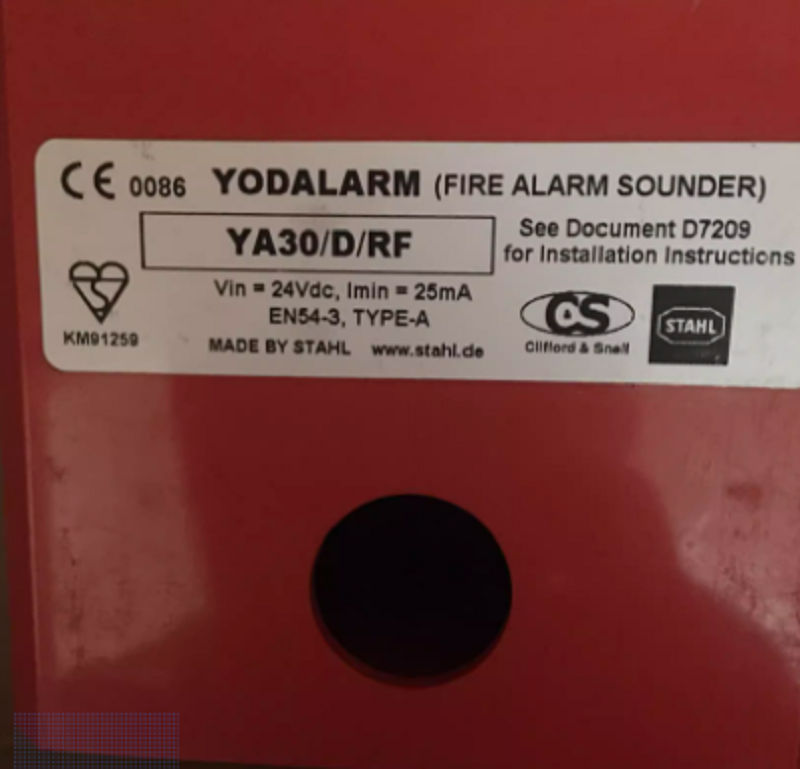 CE 0086 YODALARM (FIRE ALARM SOUNDER)
YA30/D/RF
See Document D7209
for Installation Instructions
Vin = 24Vdc, Imin = 25mA
EN54-3, TYPE-A
KM91259
MADE BY STAHL www.stahl.de
CS
Clifford & Snell
STAHL